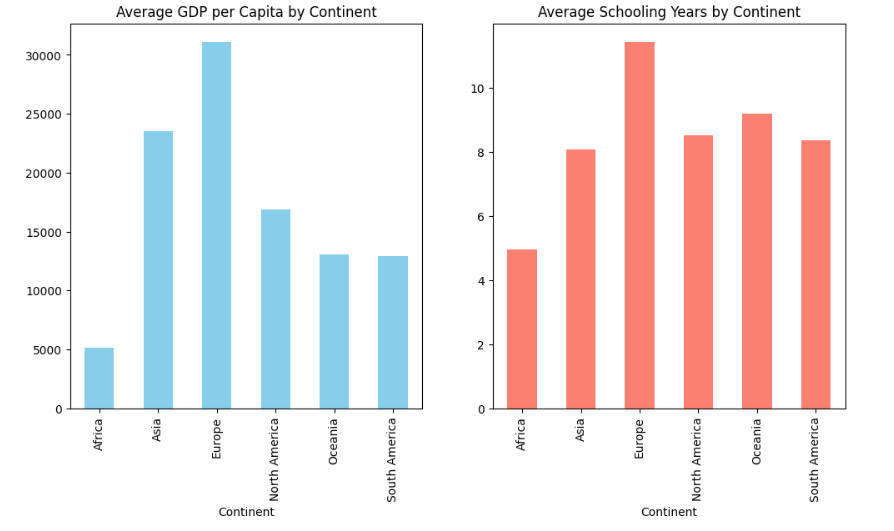 Average GDP per Capita by Continent
30000
25000
20000
15000
10000
5000
0
Africa
Asia
Europe
North America
Oceania
South America
Continent
Average Schooling Years by Continent
10
8
6
4
2
0
Africa
Asia
Europe
North America
Oceania
South America
Continent